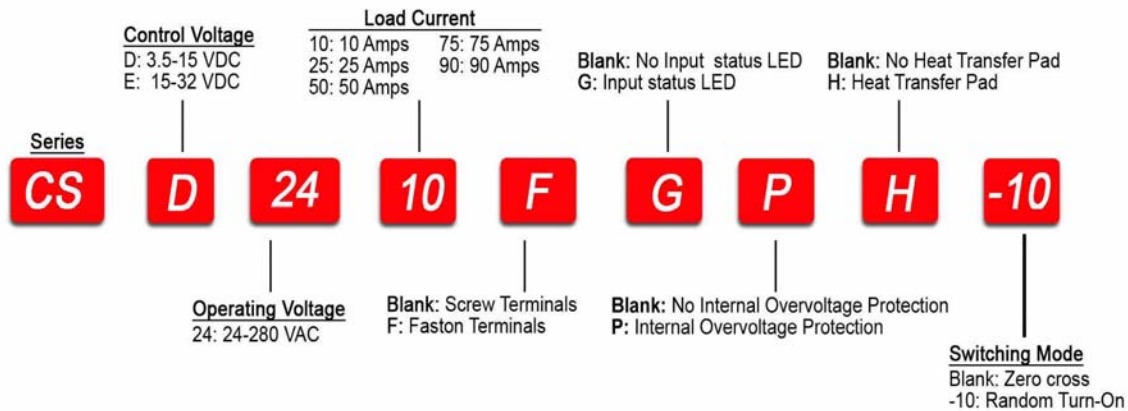 Control Voltage
D: 3.5-15 VDC
E: 15-32 VDC
Load Current
10: 10 Amps 75: 75 Amps
25: 25 Amps 90: 90 Amps
50: 50 Amps
Blank: No Input status LED
G: Input status LED
Blank: No Heat Transfer Pad
H: Heat Transfer Pad
Series
CS D 24 10 F G P H -10
Operating Voltage
24: 24-280 VAC
Blank: Screw Terminals
F: Faston Terminals
Blank: No Internal Overvoltage Protection
P: Internal Overvoltage Protection
Switching Mode
Blank: Zero cross
-10: Random Turn-On